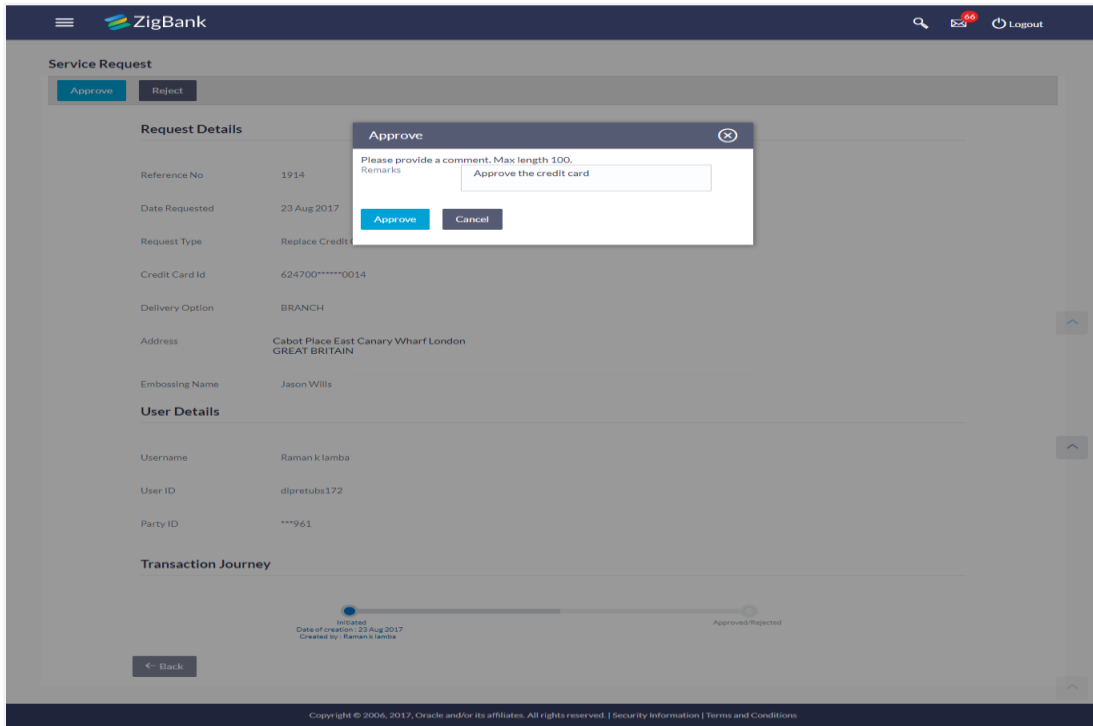 ZigBank
66
Logout
Service Request
Approve
Reject
Request Details
Approve
Please provide a comment. Max length 100.
Remarks
Approve the credit card
Approve
Cancel
Reference No 1914
Date Requested 23 Aug 2017
Request Type Replace Credit
Credit Card Id 624700******0014
Delivery Option BRANCH
Address Cabot Place East Canary Wharf London
GREAT BRITAIN
Embossing Name Jason Wills
User Details
Username Raman k lamba
User ID dipretubs172
Party ID ***961
Transaction Journey
Initiated
Date of creation : 23 Aug 2017
Created by : Raman k lamba
Approved/Rejected
Back
Copyright © 2006, 2017, Oracle and/or its affiliates. All rights reserved. | Security Information | Terms and Conditions